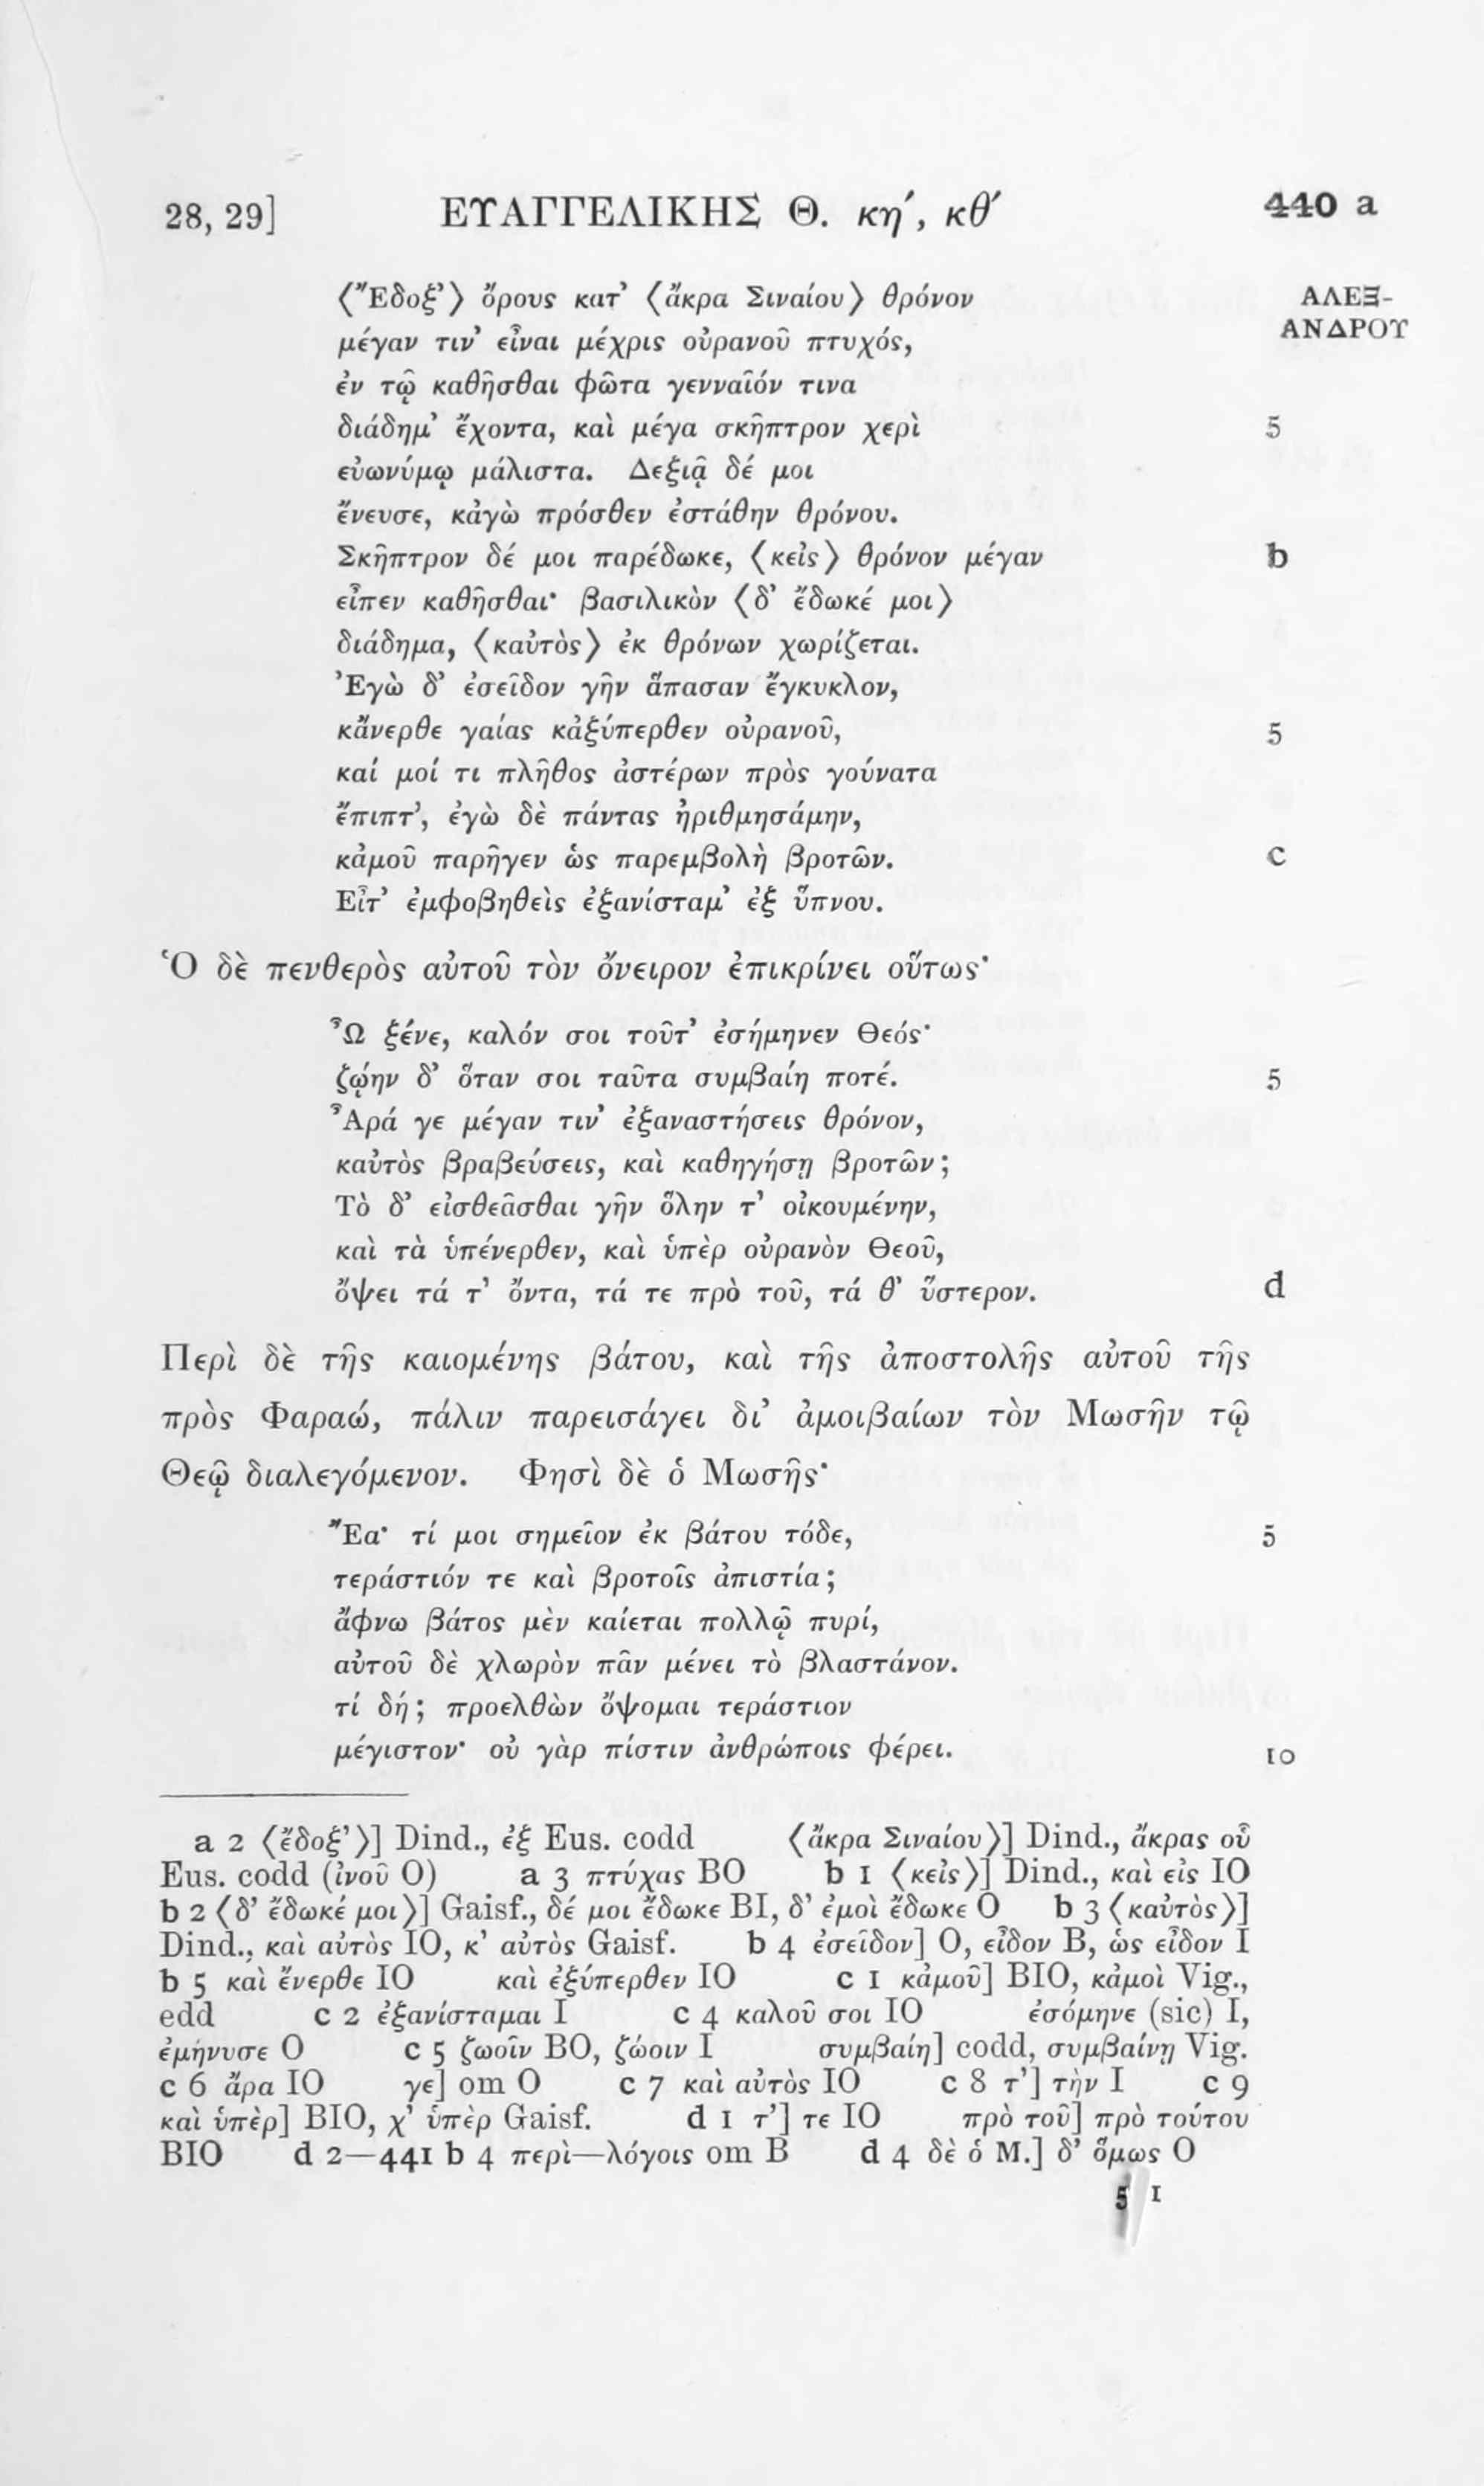 28, 29] ΕΥΑΓΓΕΛΙΚΗΣ Θ. κη′, κθ′ 440 a
⟨Ἔδοξ’⟩ ὄρους κατ’ ⟨ἄκρα Σιναίου⟩ θρόνον ΑΛΕΞ-
μέγαν τιν’ εἶναι μέχρις οὐρανοῦ πτυχός, ΑΝΔΡΟΥ
ἐν τῷ καθῆσθαι φῶτα γενναῖόν τινα
διάδημ’ ἔχοντα, καὶ μέγα σκῆπτρον χερὶ 5
εὐωνύμῳ μάλιστα. Δεξιᾷ δέ μοι
ἔνευσε, κἀγὼ πρόσθεν ἐστάθην θρόνου.
Σκῆπτρον δέ μοι παρέδωκε, ⟨κεἰς⟩ θρόνον μέγαν b
εἶπεν καθῆσθαι· βασιλικὸν ⟨δ’ ἔδωκέ μοι⟩
διάδημα, ⟨καὐτὸς⟩ ἐκ θρόνων χωρίζεται.
Ἐγὼ δ’ ἐσεῖδον γῆν ἅπασαν ἔγκυκλον,
κἄνερθε γαίας κἀξύπερθεν οὐρανοῦ, 5
καί μοί τι πλῆθος ἀστέρων πρὸς γούνατα
ἔπιπτ’, ἐγὼ δὲ πάντας ἠριθμησάμην,
κἀμοῦ παρῆγεν ὡς παρεμβολὴ βροτῶν. c
Εἶτ’ ἐμφοβηθεὶς ἐξανίσταμ’ ἐξ ὕπνου.
Ὁ δὲ πενθερὸς αὐτοῦ τὸν ὄνειρον ἐπικρίνει οὕτως·
Ὦ ξένε, καλόν σοι τοῦτ’ ἐσήμηνεν Θεός·
ζῴην δ’ ὅταν σοι ταῦτα συμβαίη ποτέ. 5
Ἆρά γε μέγαν τιν’ ἐξαναστήσεις θρόνον,
καὐτὸς βραβεύσεις, καὶ καθηγήσῃ βροτῶν;
Τὸ δ’ εἰσθεᾶσθαι γῆν ὅλην τ’ οἰκουμένην,
καὶ τὰ ὑπένερθεν, καὶ ὑπὲρ οὐρανὸν Θεοῦ,
ὄψει τά τ’ ὄντα, τά τε πρὸ τοῦ, τά θ’ ὕστερον. d
Περὶ δὲ τῆς καιομένης βάτου, καὶ τῆς ἀποστολῆς αὐτοῦ τῆς
πρὸς Φαραώ, πάλιν παρεισάγει δι’ ἀμοιβαίων τὸν Μωσῆν τῷ
Θεῷ διαλεγόμενον. Φησὶ δὲ ὁ Μωσῆς·
Ἔα· τί μοι σημεῖον ἐκ βάτου τόδε, 5
τεράστιόν τε καὶ βροτοῖς ἀπιστία;
ἄφνω βάτος μὲν καίεται πολλῷ πυρί,
αὐτοῦ δὲ χλωρὸν πᾶν μένει τὸ βλαστάνον.
τί δή; προελθὼν ὄψομαι τεράστιον
μέγιστον· οὐ γὰρ πίστιν ἀνθρώποις φέρει. 10
a 2 ⟨ἔδοξ’⟩] Dind., ἐξ Eus. codd ⟨ἄκρα Σιναίου⟩] Dind., ἄκρας οὗ
Eus. codd (ἰνοῦ O) a 3 πτύχας BO b 1 ⟨κεἰς⟩] Dind., καὶ εἰς IO
b 2 ⟨δ’ ἔδωκέ μοι⟩] Gaisf., δέ μοι ἔδωκε BI, δ’ ἐμοὶ ἔδωκε O b 3 ⟨καὐτὸς⟩]
Dind., καὶ αὐτὸς IO, κ’ αὐτὸς Gaisf. b 4 ἐσεῖδον] O, εἶδον B, ὡς εἶδον I
b 5 καὶ ἔνερθε IO καὶ ἐξύπερθεν IO c 1 κἀμοῦ] BIO, κἀμοὶ Vig.,
edd c 2 ἐξανίσταμαι I c 4 καλοῦ σοι IO ἐσόμηνε (sic) I,
ἐμήνυσε O c 5 ζωοῖν BO, ζώοιν I συμβαίη] codd, συμβαίνῃ Vig.
c 6 ἄρα IO γε] om O c 7 καὶ αὐτὸς IO c 8 τ’] τὴν I c 9
καὶ ὑπὲρ] BIO, χ’ ὑπὲρ Gaisf. d 1 τ’] τε IO πρὸ τοῦ] πρὸ τούτου
BIO d 2—441 b 4 περὶ—λόγοις om B d 4 δὲ ὁ Μ.] δ’ ὅμως O
5 1